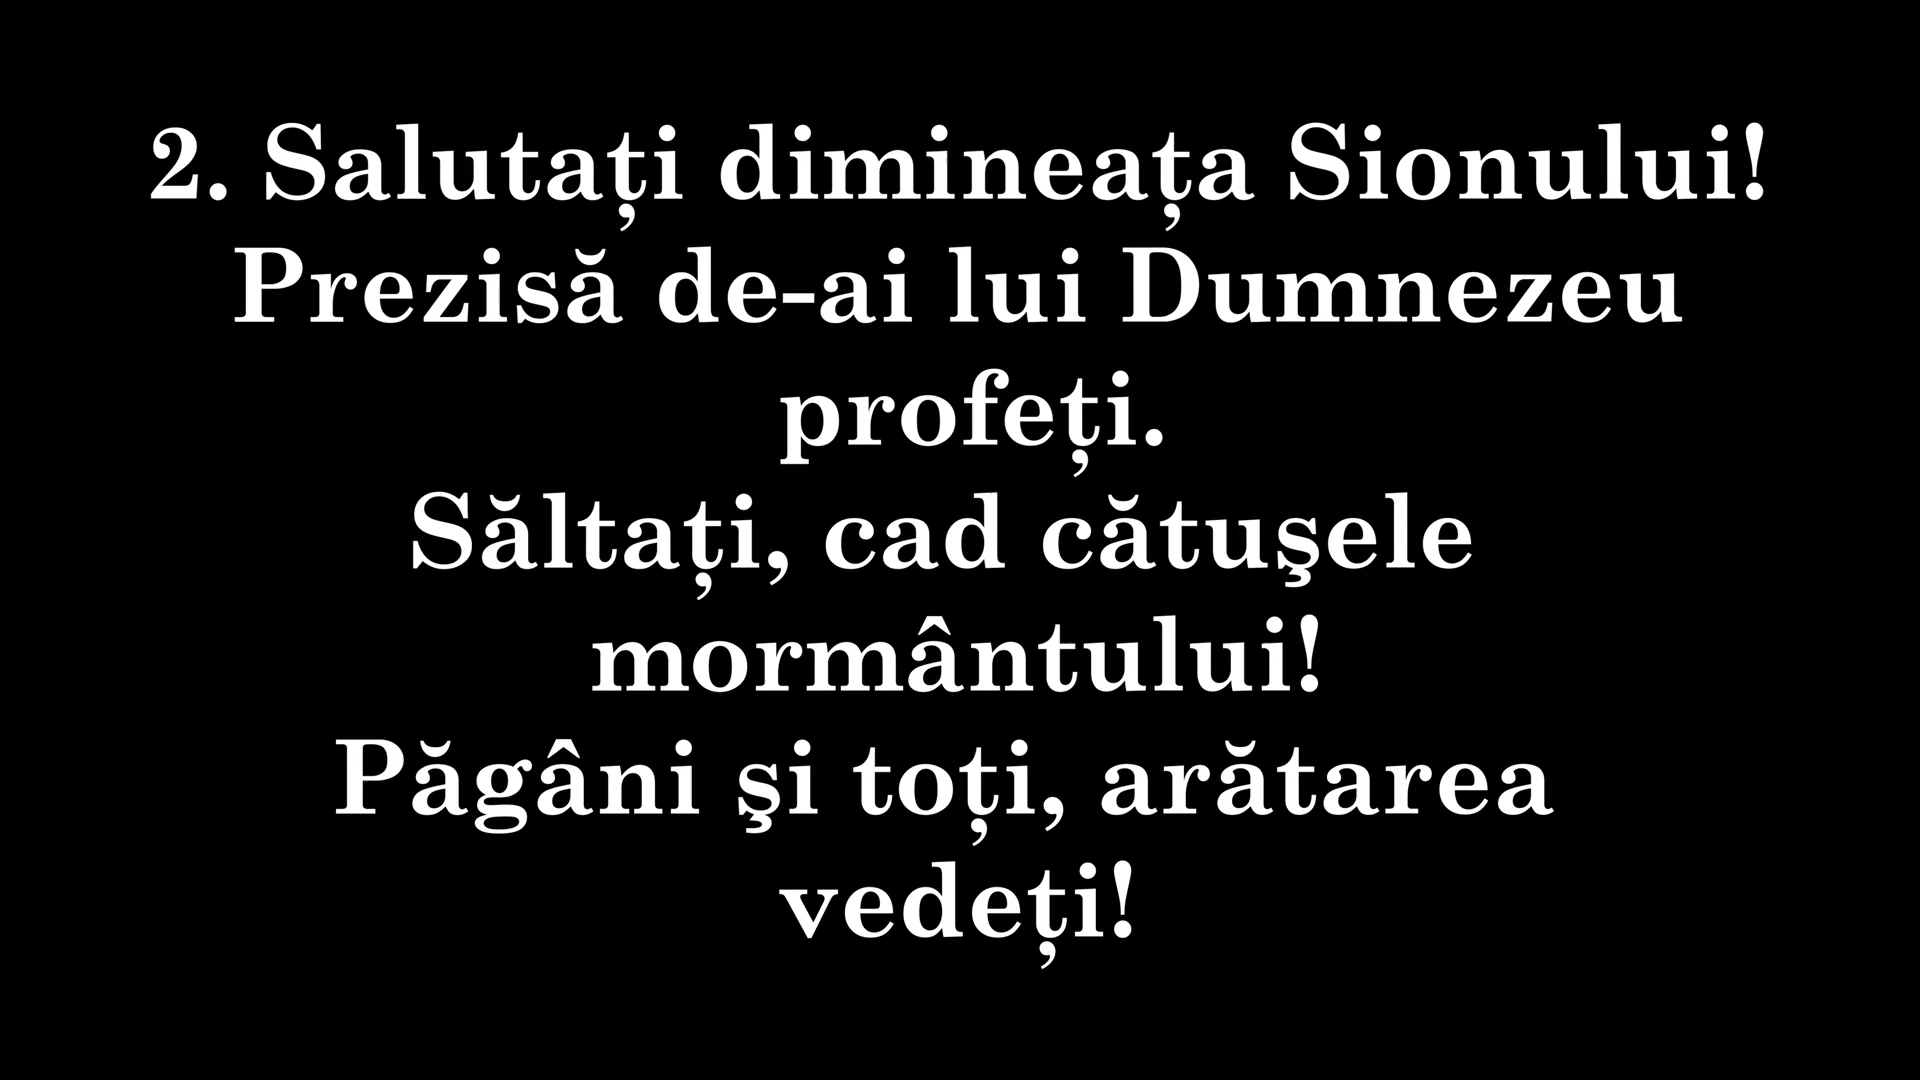 2. Salutați dimineața Sionului!
Prezisă de-ai lui Dumnezeu
profeți.
Săltați, cad cătuşele
mormântului!
Păgâni şi toți, arătarea
vedeți!